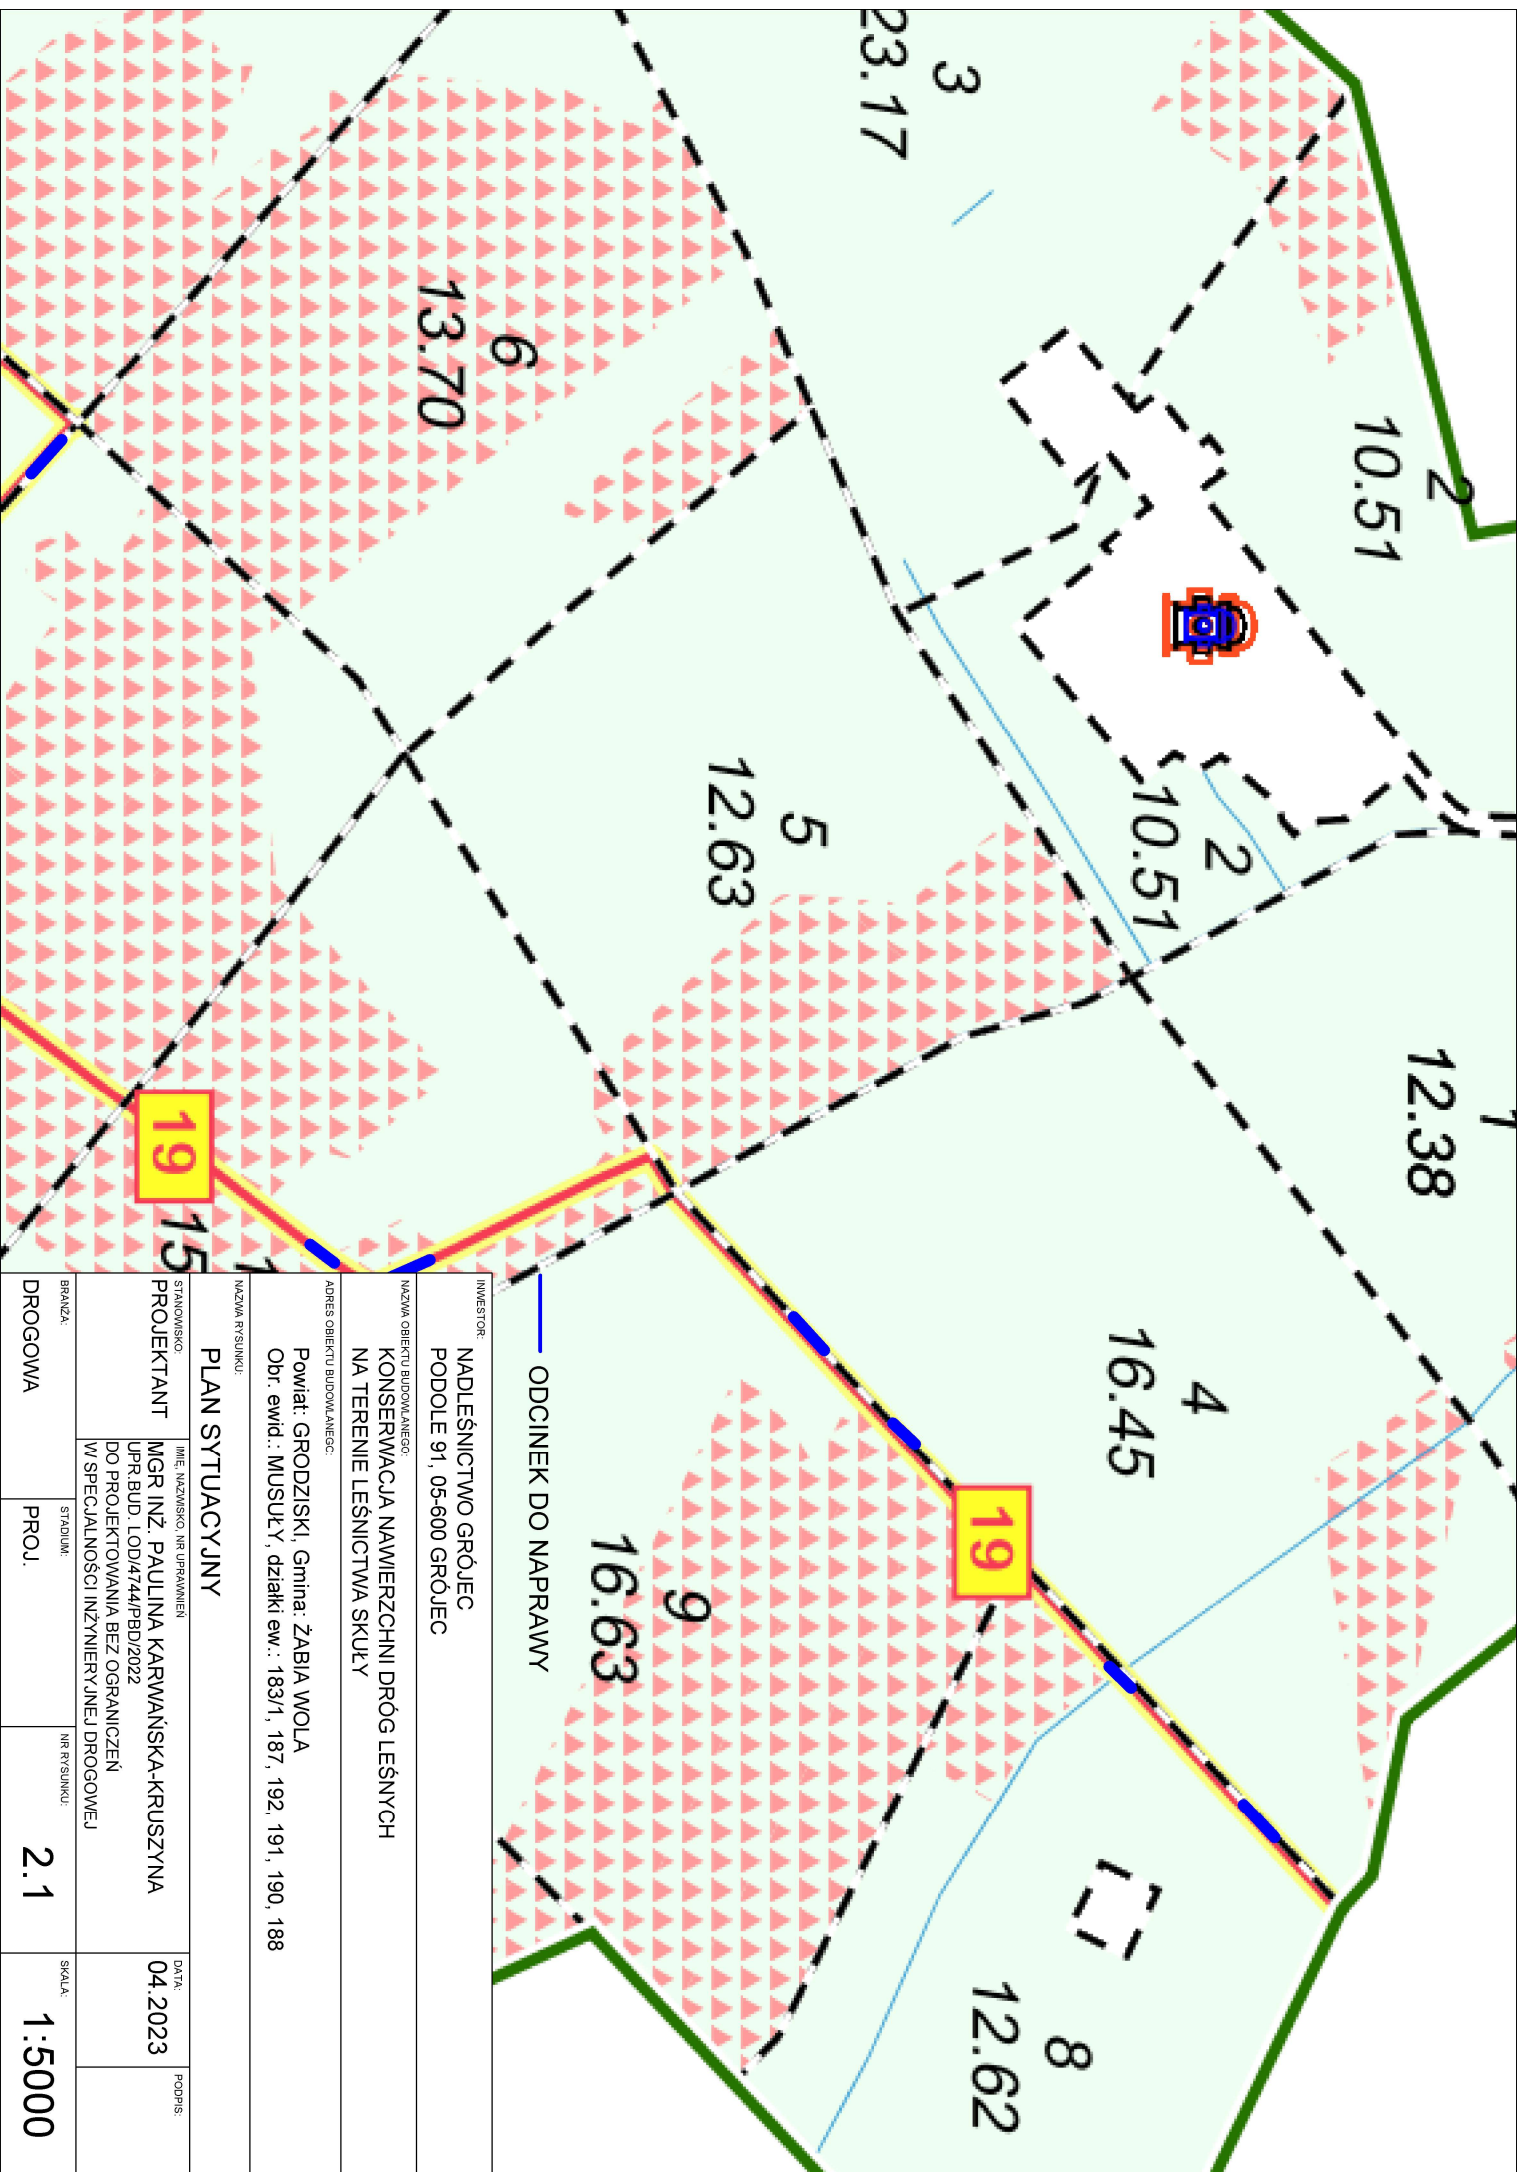 1
12.38
2
10.51
2
10.51
3
23.17
4
16.45
5
12.63
6
13.70
8
12.62
9
16.63
19
19
1
15
ODCINEK DO NAPRAWY
INWESTOR:
NADLEŚNICTWO GRÓJEC
PODOLE 91, 05-600 GRÓJEC
NAZWA OBIEKTU BUDOWLANEGO:
KONSERWACJA NAWIERZCHNI DRÓG LEŚNYCH
NA TERENIE LEŚNICTWA SKUŁY
ADRES OBIEKTU BUDOWLANEGC:
Powiat: GRODZISKI, Gmina: ŻABIA WOLA
Obr. ewid.: MUSUŁY, działki ew.: 183/1, 187, 192, 191, 190, 188
NAZWA RYSUNKU:
PLAN SYTUACYJNY
STANOWISKO: IMIĘ, NAZWISKO, NR UPRAWNIEŃ DATA: PODPIS:
PROJEKTANT MGR INŻ. PAULINA KARWAŃSKA-KRUSZYNA 04.2023
UPR.BUD. LOD/4744/PBD/2022
DO PROJEKTOWANIA BEZ OGRANICZEŃ
W SPECJALNOŚCI INŻYNIERYJNEJ DROGOWEJ
BRANŻA: STADIUM: NR RYSUNKU: SKALA:
DROGOWA PROJ. 2.1 1:5000